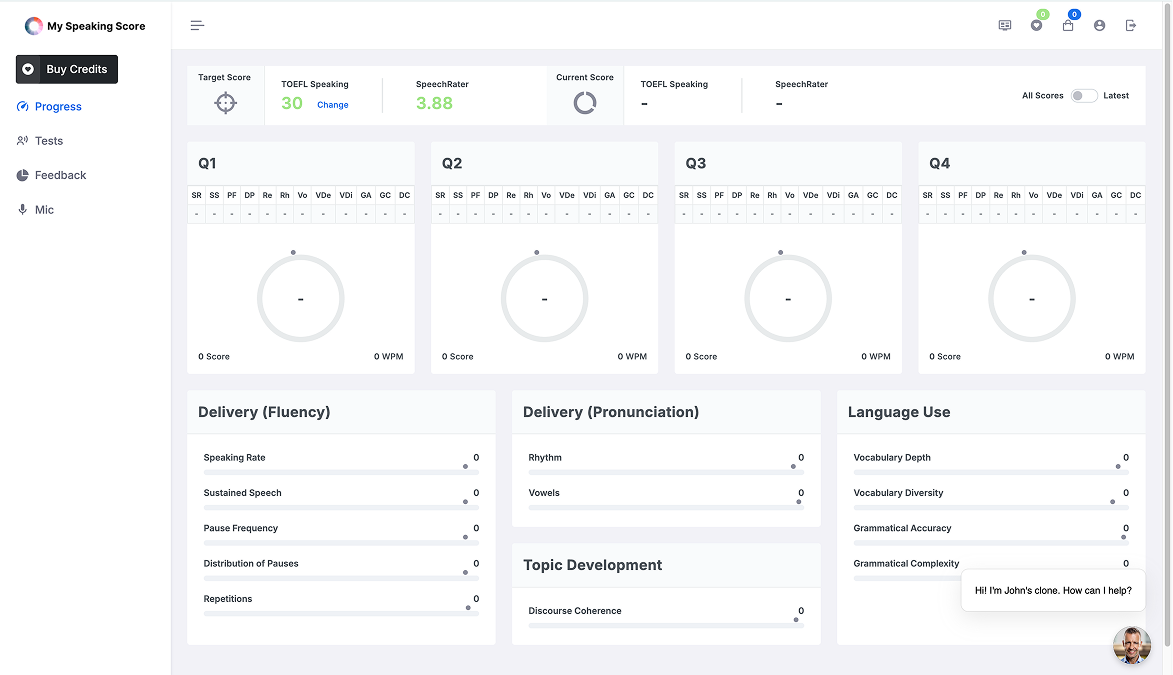 My Speaking Score
0 0
Buy Credits
Progress
Tests
Feedback
Mic
Target Score
TOEFL Speaking
30 Change
SpeechRater
3.88
Current Score
TOEFL Speaking
-
SpeechRater
-
All Scores Latest
Q1
SR SS PF DP Re Rh Vo VDe VDi GA GC DC
- - - - - - - - - - - -
-
0 Score 0 WPM
Q2
SR SS PF DP Re Rh Vo VDe VDi GA GC DC
- - - - - - - - - - - -
-
0 Score 0 WPM
Q3
SR SS PF DP Re Rh Vo VDe VDi GA GC DC
- - - - - - - - - - - -
-
0 Score 0 WPM
Q4
SR SS PF DP Re Rh Vo VDe VDi GA GC DC
- - - - - - - - - - - -
-
0 Score 0 WPM
Delivery (Fluency)
Speaking Rate 0
Sustained Speech 0
Pause Frequency 0
Distribution of Pauses 0
Repetitions 0
Delivery (Pronunciation)
Rhythm 0
Vowels 0
Topic Development
Discourse Coherence 0
Language Use
Vocabulary Depth 0
Vocabulary Diversity 0
Grammatical Accuracy 0
Grammatical Complexity 0
Hi! I'm John's clone. How can I help?